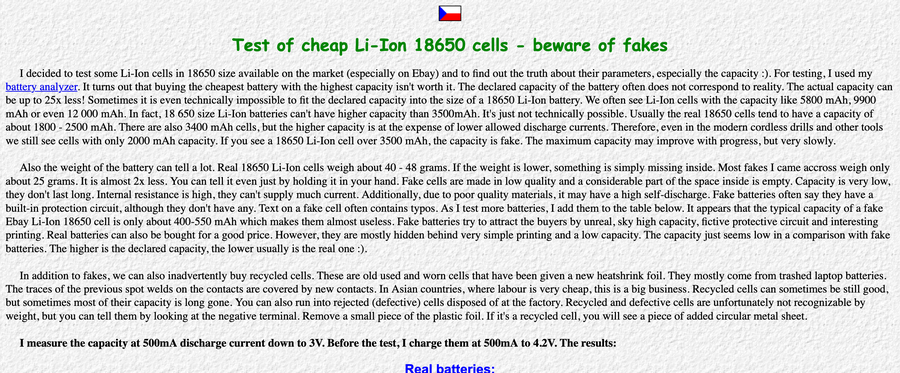 Test of cheap Li-Ion 18650 cells - beware of fakes
I decided to test some Li-Ion cells in 18650 size available on the market (especially on Ebay) and to find out the truth about their parameters, especially the capacity :). For testing, I used my
battery analyzer. It turns out that buying the cheapest battery with the highest capacity isn't worth it. The declared capacity of the battery often does not correspond to reality. The actual capacity can
be up to 25x less! Sometimes it is even technically impossible to fit the declared capacity into the size of a 18650 Li-Ion battery. We often see Li-Ion cells with the capacity like 5800 mAh, 9900
mAh or even 12 000 mAh. In fact, 18 650 size Li-Ion batteries can't have higher capacity than 3500mAh. It's just not technically possible. Usually the real 18650 cells tend to have a capacity of
about 1800 - 2500 mAh. There are also 3400 mAh cells, but the higher capacity is at the expense of lower allowed discharge currents. Therefore, even in the modern cordless drills and other tools
we still see cells with only 2000 mAh capacity. If you see a 18650 Li-Ion cell over 3500 mAh, the capacity is fake. The maximum capacity may improve with progress, but very slowly.
Also the weight of the battery can tell a lot. Real 18650 Li-Ion cells weigh about 40 - 48 grams. If the weight is lower, something is simply missing inside. Most fakes I came accross weigh only
about 25 grams. It is almost 2x less. You can tell it even just by holding it in your hand. Fake cells are made in low quality and a considerable part of the space inside is empty. Capacity is very low,
they don't last long. Internal resistance is high, they can't supply much current. Additionally, due to poor quality materials, it may have a high self-discharge. Fake batteries often say they have a
built-in protection circuit, although they don't have any. Text on a fake cell often contains typos. As I test more batteries, I add them to the table below. It appears that the typical capacity of a fake
Ebay Li-Ion 18650 cell is only about 400-550 mAh which makes them almost useless. Fake batteries try to attract the buyers by unreal, sky high capacity, fictive protective circuit and interesting
printing. Real batteries can also be bought for a good price. However, they are mostly hidden behind very simple printing and a low capacity. The capacity just seems low in a comparison with fake
batteries. The higher is the declared capacity, the lower usually is the real one :).
In addition to fakes, we can also inadvertently buy recycled cells. These are old used and worn cells that have been given a new heatshrink foil. They mostly come from trashed laptop batteries.
The traces of the previous spot welds on the contacts are covered by new contacts. In Asian countries, where labour is very cheap, this is a big business. Recycled cells can sometimes be still good,
but sometimes most of their capacity is long gone. You can also run into rejected (defective) cells disposed of at the factory. Recycled and defective cells are unfortunately not recognizable by
weight, but you can tell them by looking at the negative terminal. Remove a small piece of the plastic foil. If it's a recycled cell, you will see a piece of added circular metal sheet.
I measure the capacity at 500mA discharge current down to 3V. Before the test, I charge them at 500mA to 4.2V. The results:
Real batteries: